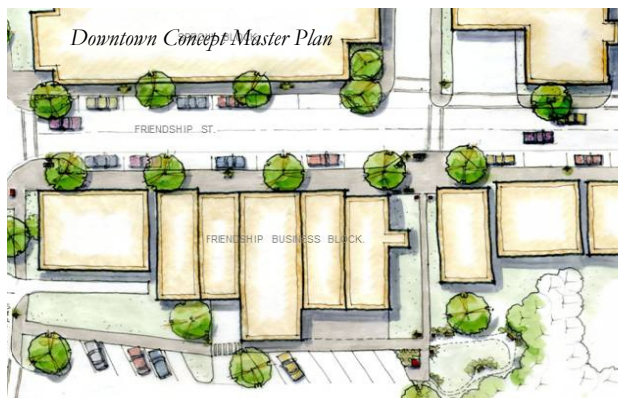 Downtown Concept Master Plan
FRIENDSHIP ST.
FRIENDSHIP BUSINESS BLOCK.